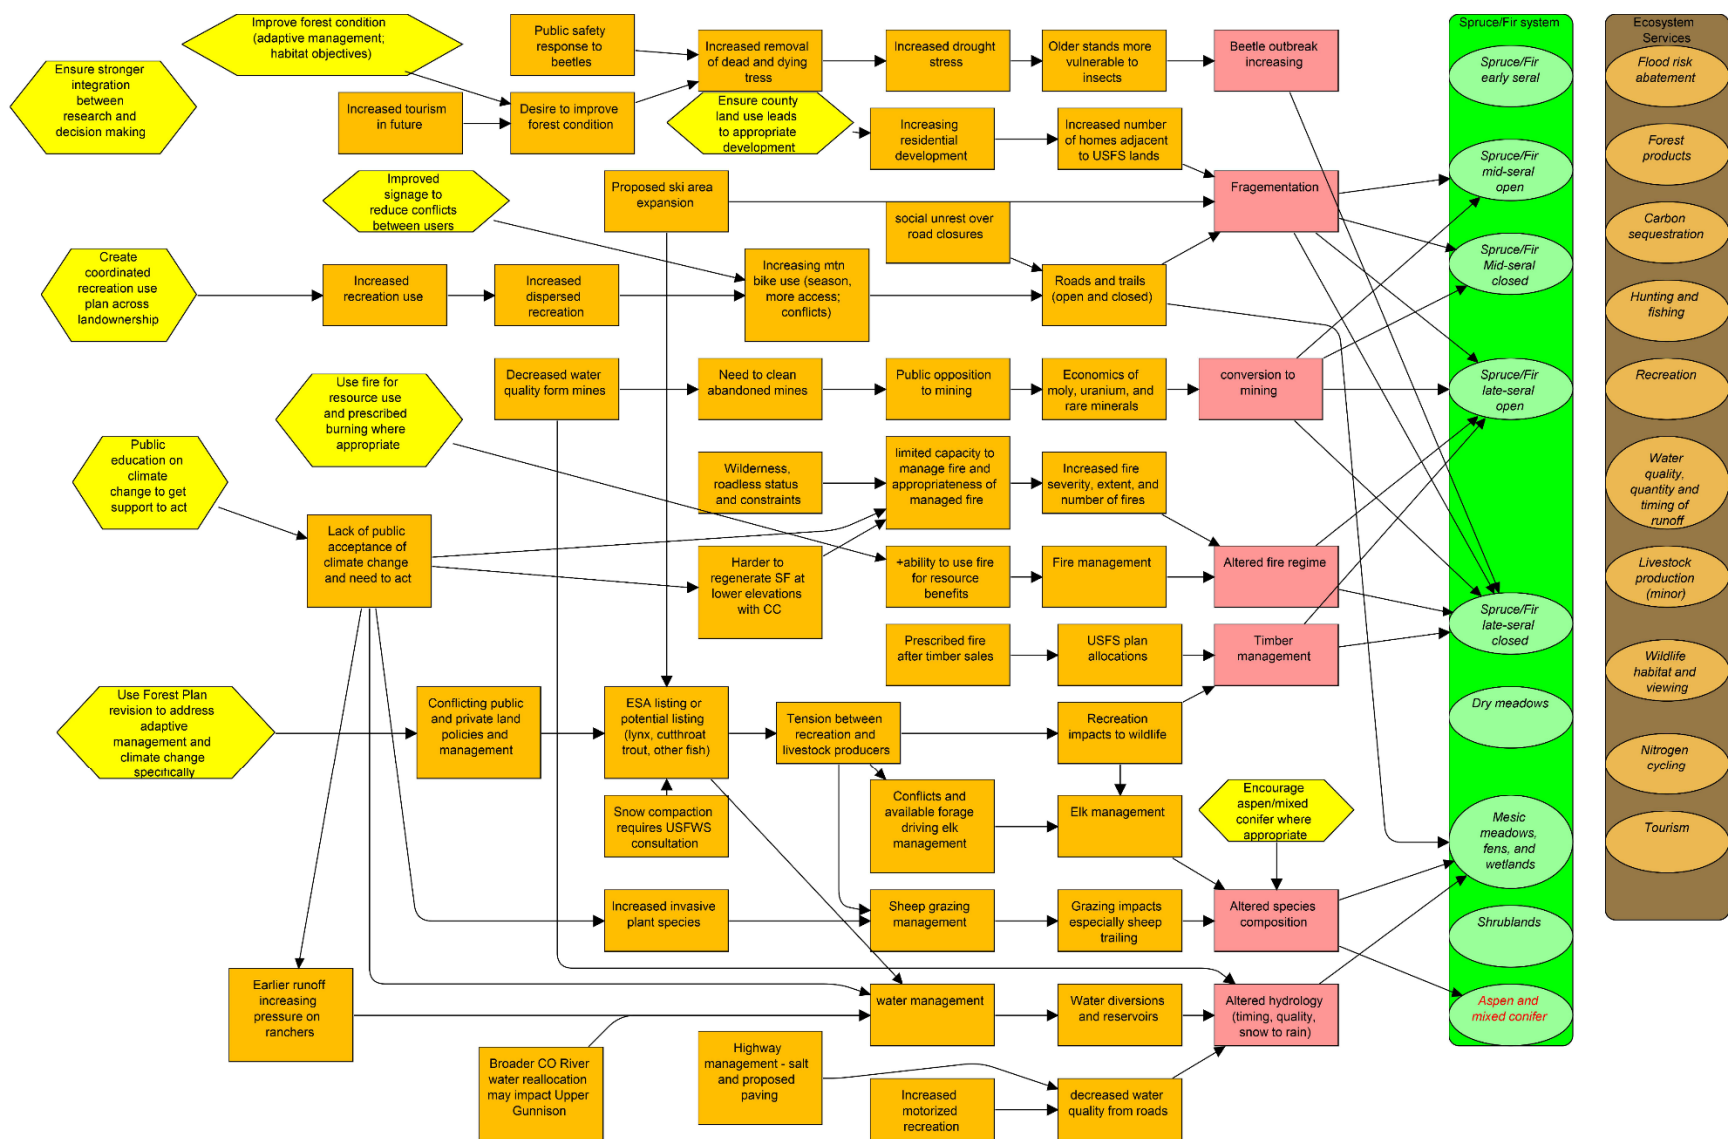 Improve forest condition
(adaptive management;
habitat objectives)
Public safety
response to
beetles
Increased removal
of dead and dying
tress
Increased drought
stress
Older stands more
vulnerable to
insects
Beetle outbreak
increasing
Spruce/Fir system
Spruce/Fir
early seral
Ecosystem
Services
Flood risk
abatement
Ensure stronger
integration
between
research and
decision making
Increased tourism
in future
Desire to improve
forest condition
Ensure county
land use leads
to appropriate
development
Increasing
residential
development
Increased number
of homes adjacent
to USFS lands
Spruce/Fir
mid-seral
open
Forest
products
Improved
signage to
reduce conflicts
between users
Proposed ski area
expansion
social unrest over
road closures
Fragementation
Spruce/Fir
Mid-seral
closed
Carbon
sequestration
Create
coordinated
recreation use
plan across
landownership
Increased
recreation use
Increased
dispersed
recreation
Increasing mtn
bike use (season,
more access;
conflicts)
Roads and trails
(open and closed)
Hunting and
fishing
Decreased water
quality form mines
Need to clean
abandoned mines
Public opposition
to mining
Economics of
moly, uranium, and
rare minerals
conversion to
mining
Spruce/Fir
late-seral
open
Recreation
Use fire for
resource use
and prescribed
burning where
appropriate
Public
education on
climate
change to get
support to act
Wilderness,
roadless status
and constraints
limited capacity to
manage fire and
appropriateness of
managed fire
Increased fire
severity, extent, and
number of fires
Water
quality,
quantity and
timing of
runoff
Lack of public
acceptance of
climate change
and need to act
Harder to
regenerate SF at
lower elevations
with CC
+ability to use fire
for resource
benefits
Fire management
Altered fire regime
Livestock
production
(minor)
Prescribed fire
after timber sales
USFS plan
allocations
Timber
management
Spruce/Fir
late-seral
closed
Wildlife
habitat and
viewing
Use Forest Plan
revision to address
adaptive
management and
climate change
specifically
Conflicting public
and private land
policies and
management
ESA listing or
potential listing
(lynx, cutthroat
trout, other fish)
Tension between
recreation and
livestock producers
Recreation
impacts to wildlife
Dry meadows
Nitrogen
cycling
Snow compaction
requires USFWS
consultation
Conflicts and
available forage
driving elk
management
Elk management
Encourage
aspen/mixed
conifer where
appropriate
Mesic
meadows,
fens, and
wetlands
Tourism
Increased invasive
plant species
Sheep grazing
management
Grazing impacts
especially sheep
trailing
Altered species
composition
Shrublands
Earlier runoff
increasing
pressure on
ranchers
water management
Water diversions
and reservoirs
Altered hydrology
(timing, quality,
snow to rain)
Aspen and
mixed conifer
Broader CO River
water reallocation
may impact Upper
Gunnison
Highway
management - salt
and proposed
paving
Increased
motorized
recreation
decreased water
quality from roads